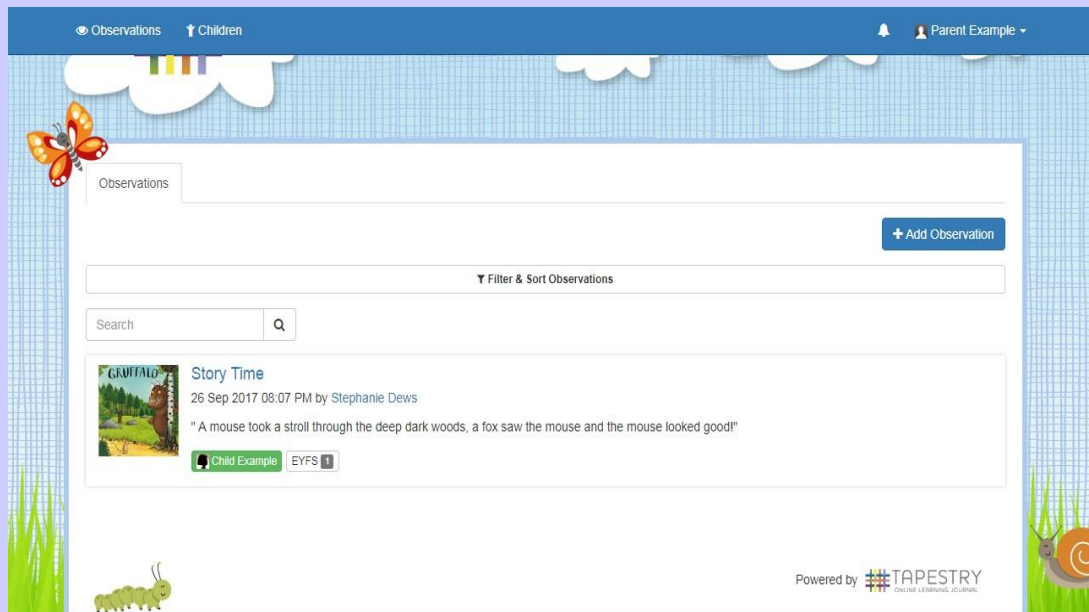 Observations Children Parent Example
Observations
+ Add Observation
Filter & Sort Observations
Search
GRUFFALO
Story Time
26 Sep 2017 08:07 PM by Stephanie Dews
" A mouse took a stroll through the deep dark woods, a fox saw the mouse and the mouse looked good!"
Child Example EYFS 1
Powered by TAPESTRY
ONLINE LEARNING JOURNAL